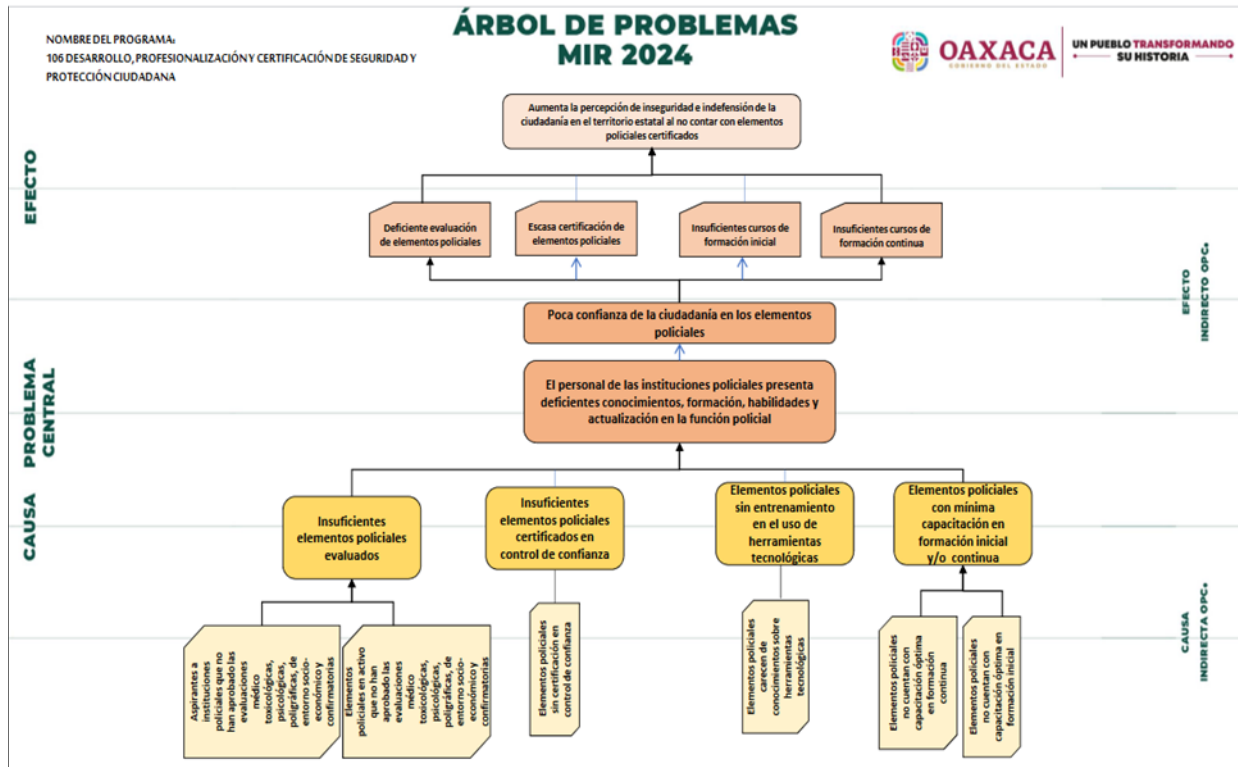 NOMBRE DEL PROGRAMA:
106 DESARROLLO, PROFESIONALIZACIÓN Y CERTIFICACIÓN DE SEGURIDAD Y
PROTECCIÓN CIUDADANA
ÁRBOL DE PROBLEMAS
MIR 2024
OAXACA
GOBIERNO DEL ESTADO
UN PUEBLO TRANSFORMANDO
SU HISTORIA
EFECTO
Aumenta la percepción de inseguridad e indefensión de la
ciudadanía en el territorio estatal al no contar con elementos
policiales certificados
Deficiente evaluación
de elementos policiales
Escasa certificación de
elementos policiales
Insuficientes cursos de
formación inicial
Insuficientes cursos de
formación continua
EFECTO
INDIRECTO OPC.
Poca confianza de la ciudadanía en los elementos
policiales
PROBLEMA
CENTRAL
El personal de las instituciones policiales presenta
deficientes conocimientos, formación, habilidades y
actualización en la función policial
CAUSA
Insuficientes
elementos policiales
evaluados
Insuficientes
elementos policiales
certificados en
control de confianza
Elementos policiales
sin entrenamiento
en el uso de
herramientas
tecnológicas
Elementos policiales
con mínima
capacitación en
formación inicial
y/o continua
CAUSA
INDIRECTA OPC.
Aspirantes a
instituciones
policiales que no
han aprobado las
evaluaciones
médico
toxicológicas,
psicológicas,
poligráficas, de
entorno socio-
económico y
confirmatorias
Elementos
policiales en activo
que no han
aprobado las
evaluaciones
médico
toxicológicas,
psicológicas,
poligráficas, de
entorno socio-
económico y
confirmatorias
Elementos policiales
sin certificación en
control de confianza
Elementos policiales
carecen de
conocimientos sobre
herramientas
tecnológicas
Elementos policiales
no cuentan con
capacitación óptima
en formación
continua
Elementos policiales
no cuentan con
capacitación óptima en
formación inicial